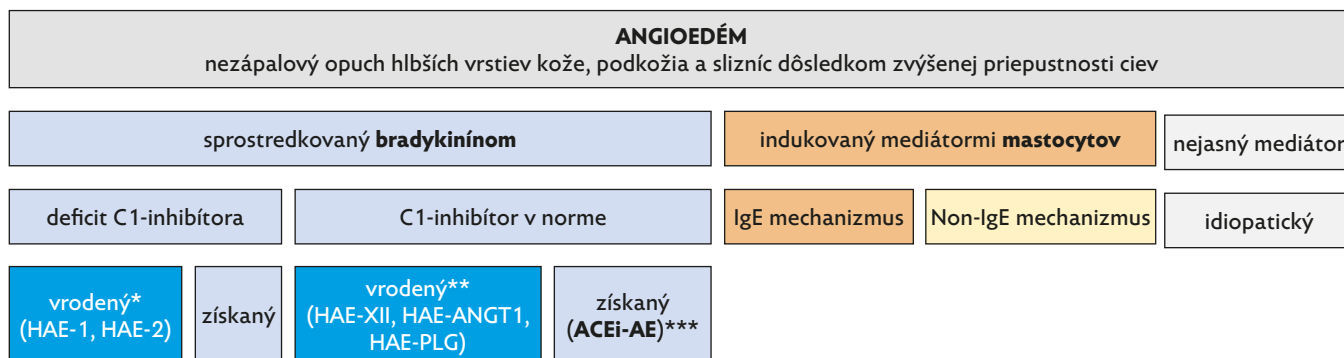 ANGIOEDÉM
nezápalový opuch hlbších vrstiev kože, podkožia a slizníc dôsledkom zvýšenej priepustnosti ciev
sprostredkovaný bradykinínom
indukovaný mediátormi mastocytov
nejasný mediátor
deficit C1-inhibítora
C1-inhibítor v norme
IgE mechanizmus
Non-IgE mechanizmus
idiopatický
vrodený*
(HAE-1, HAE-2)
získaný
vrodený**
(HAE-XII, HAE-ANGT1,
HAE-PLG)
získaný
(ACEi-AE)***